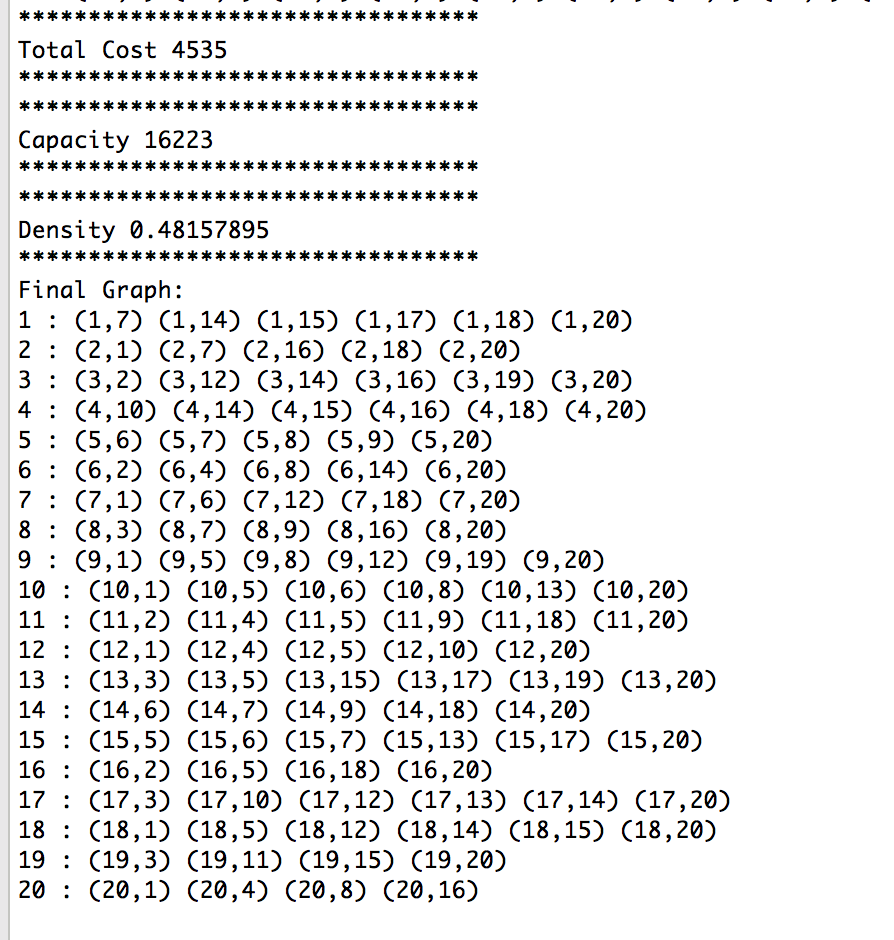 *********************************
Total Cost 4535
*********************************
*********************************
Capacity 16223
*********************************
*********************************
Density 0.48157895
*********************************
Final Graph:
1 : (1,7) (1,14) (1,15) (1,17) (1,18) (1,20)
2 : (2,1) (2,7) (2,16) (2,18) (2,20)
3 : (3,2) (3,12) (3,14) (3,16) (3,19) (3,20)
4 : (4,10) (4,14) (4,15) (4,16) (4,18) (4,20)
5 : (5,6) (5,7) (5,8) (5,9) (5,20)
6 : (6,2) (6,4) (6,8) (6,14) (6,20)
7 : (7,1) (7,6) (7,12) (7,18) (7,20)
8 : (8,3) (8,7) (8,9) (8,16) (8,20)
9 : (9,1) (9,5) (9,8) (9,12) (9,19) (9,20)
10 : (10,1) (10,5) (10,6) (10,8) (10,13) (10,20)
11 : (11,2) (11,4) (11,5) (11,9) (11,18) (11,20)
12 : (12,1) (12,4) (12,5) (12,10) (12,20)
13 : (13,3) (13,5) (13,15) (13,17) (13,19) (13,20)
14 : (14,6) (14,7) (14,9) (14,18) (14,20)
15 : (15,5) (15,6) (15,7) (15,13) (15,17) (15,20)
16 : (16,2) (16,5) (16,18) (16,20)
17 : (17,3) (17,10) (17,12) (17,13) (17,14) (17,20)
18 : (18,1) (18,5) (18,12) (18,14) (18,15) (18,20)
19 : (19,3) (19,11) (19,15) (19,20)
20 : (20,1) (20,4) (20,8) (20,16)